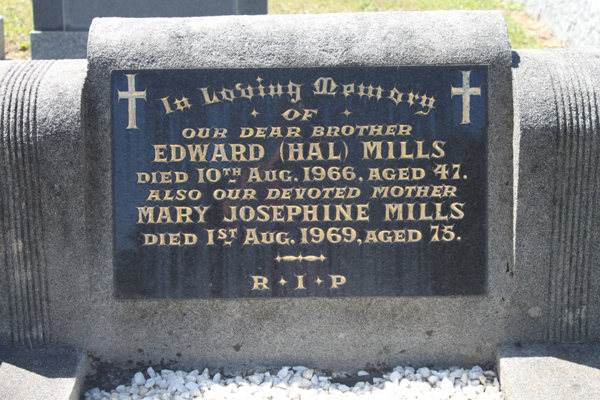 In Loving Memory
OF
OUR DEAR BROTHER
EDWARD (HAL) MILLS
DIED 10TH AUG. 1966, AGED 47.
ALSO OUR DEVOTED MOTHER
MARY JOSEPHINE MILLS
DIED 1ST AUG. 1969, AGED 75.
R · I · P